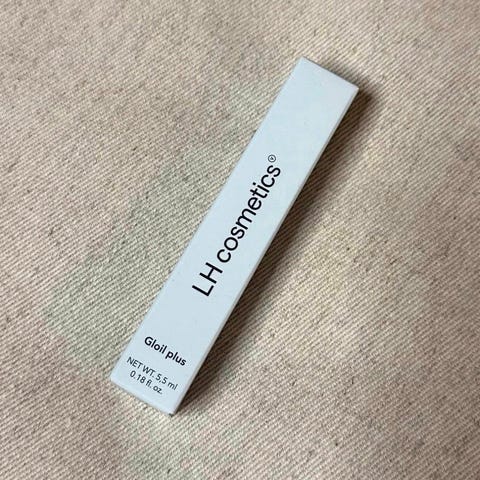 LH cosmetics®
Gloil plus
NET WT. 5,5 ml
0.18 fl. oz.